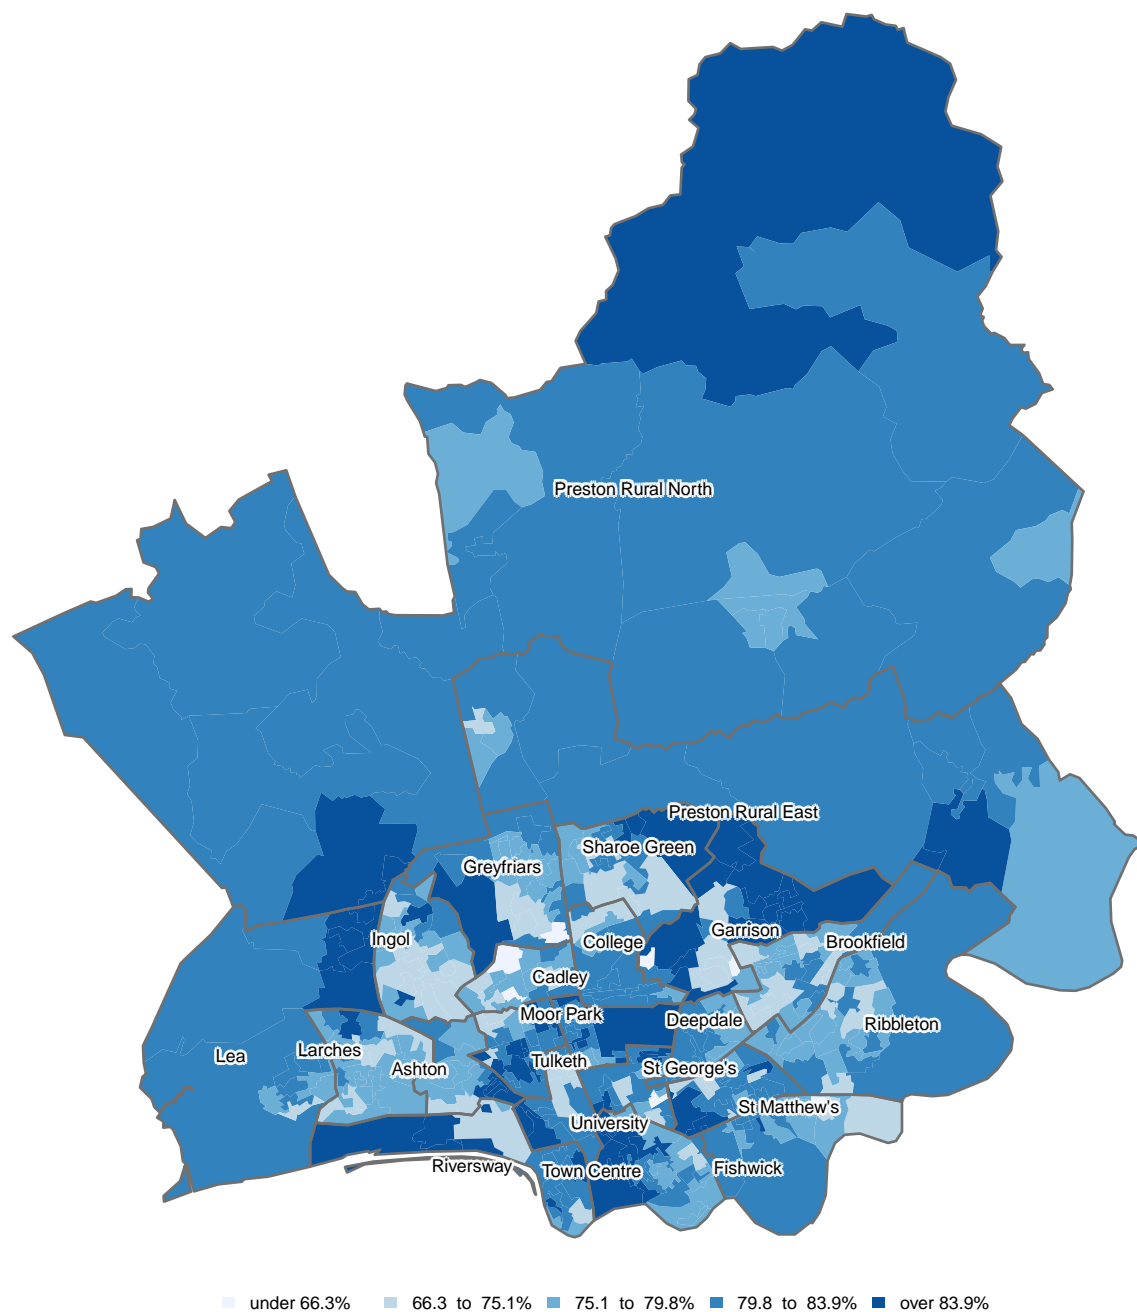 Preston Rural North
Preston Rural East
Sharoe Green
Greyfriars
Garrison
Ingol
College
Brookfield
Cadley
Moor Park
Deepdale
Ribbleton
Larches
Lea
Tulketh
Ashton
St George's
St Matthew's
University
Riversway
Town Centre
Fishwick
under 66.3% 66.3 to 75.1% 75.1 to 79.8% 79.8 to 83.9% over 83.9%